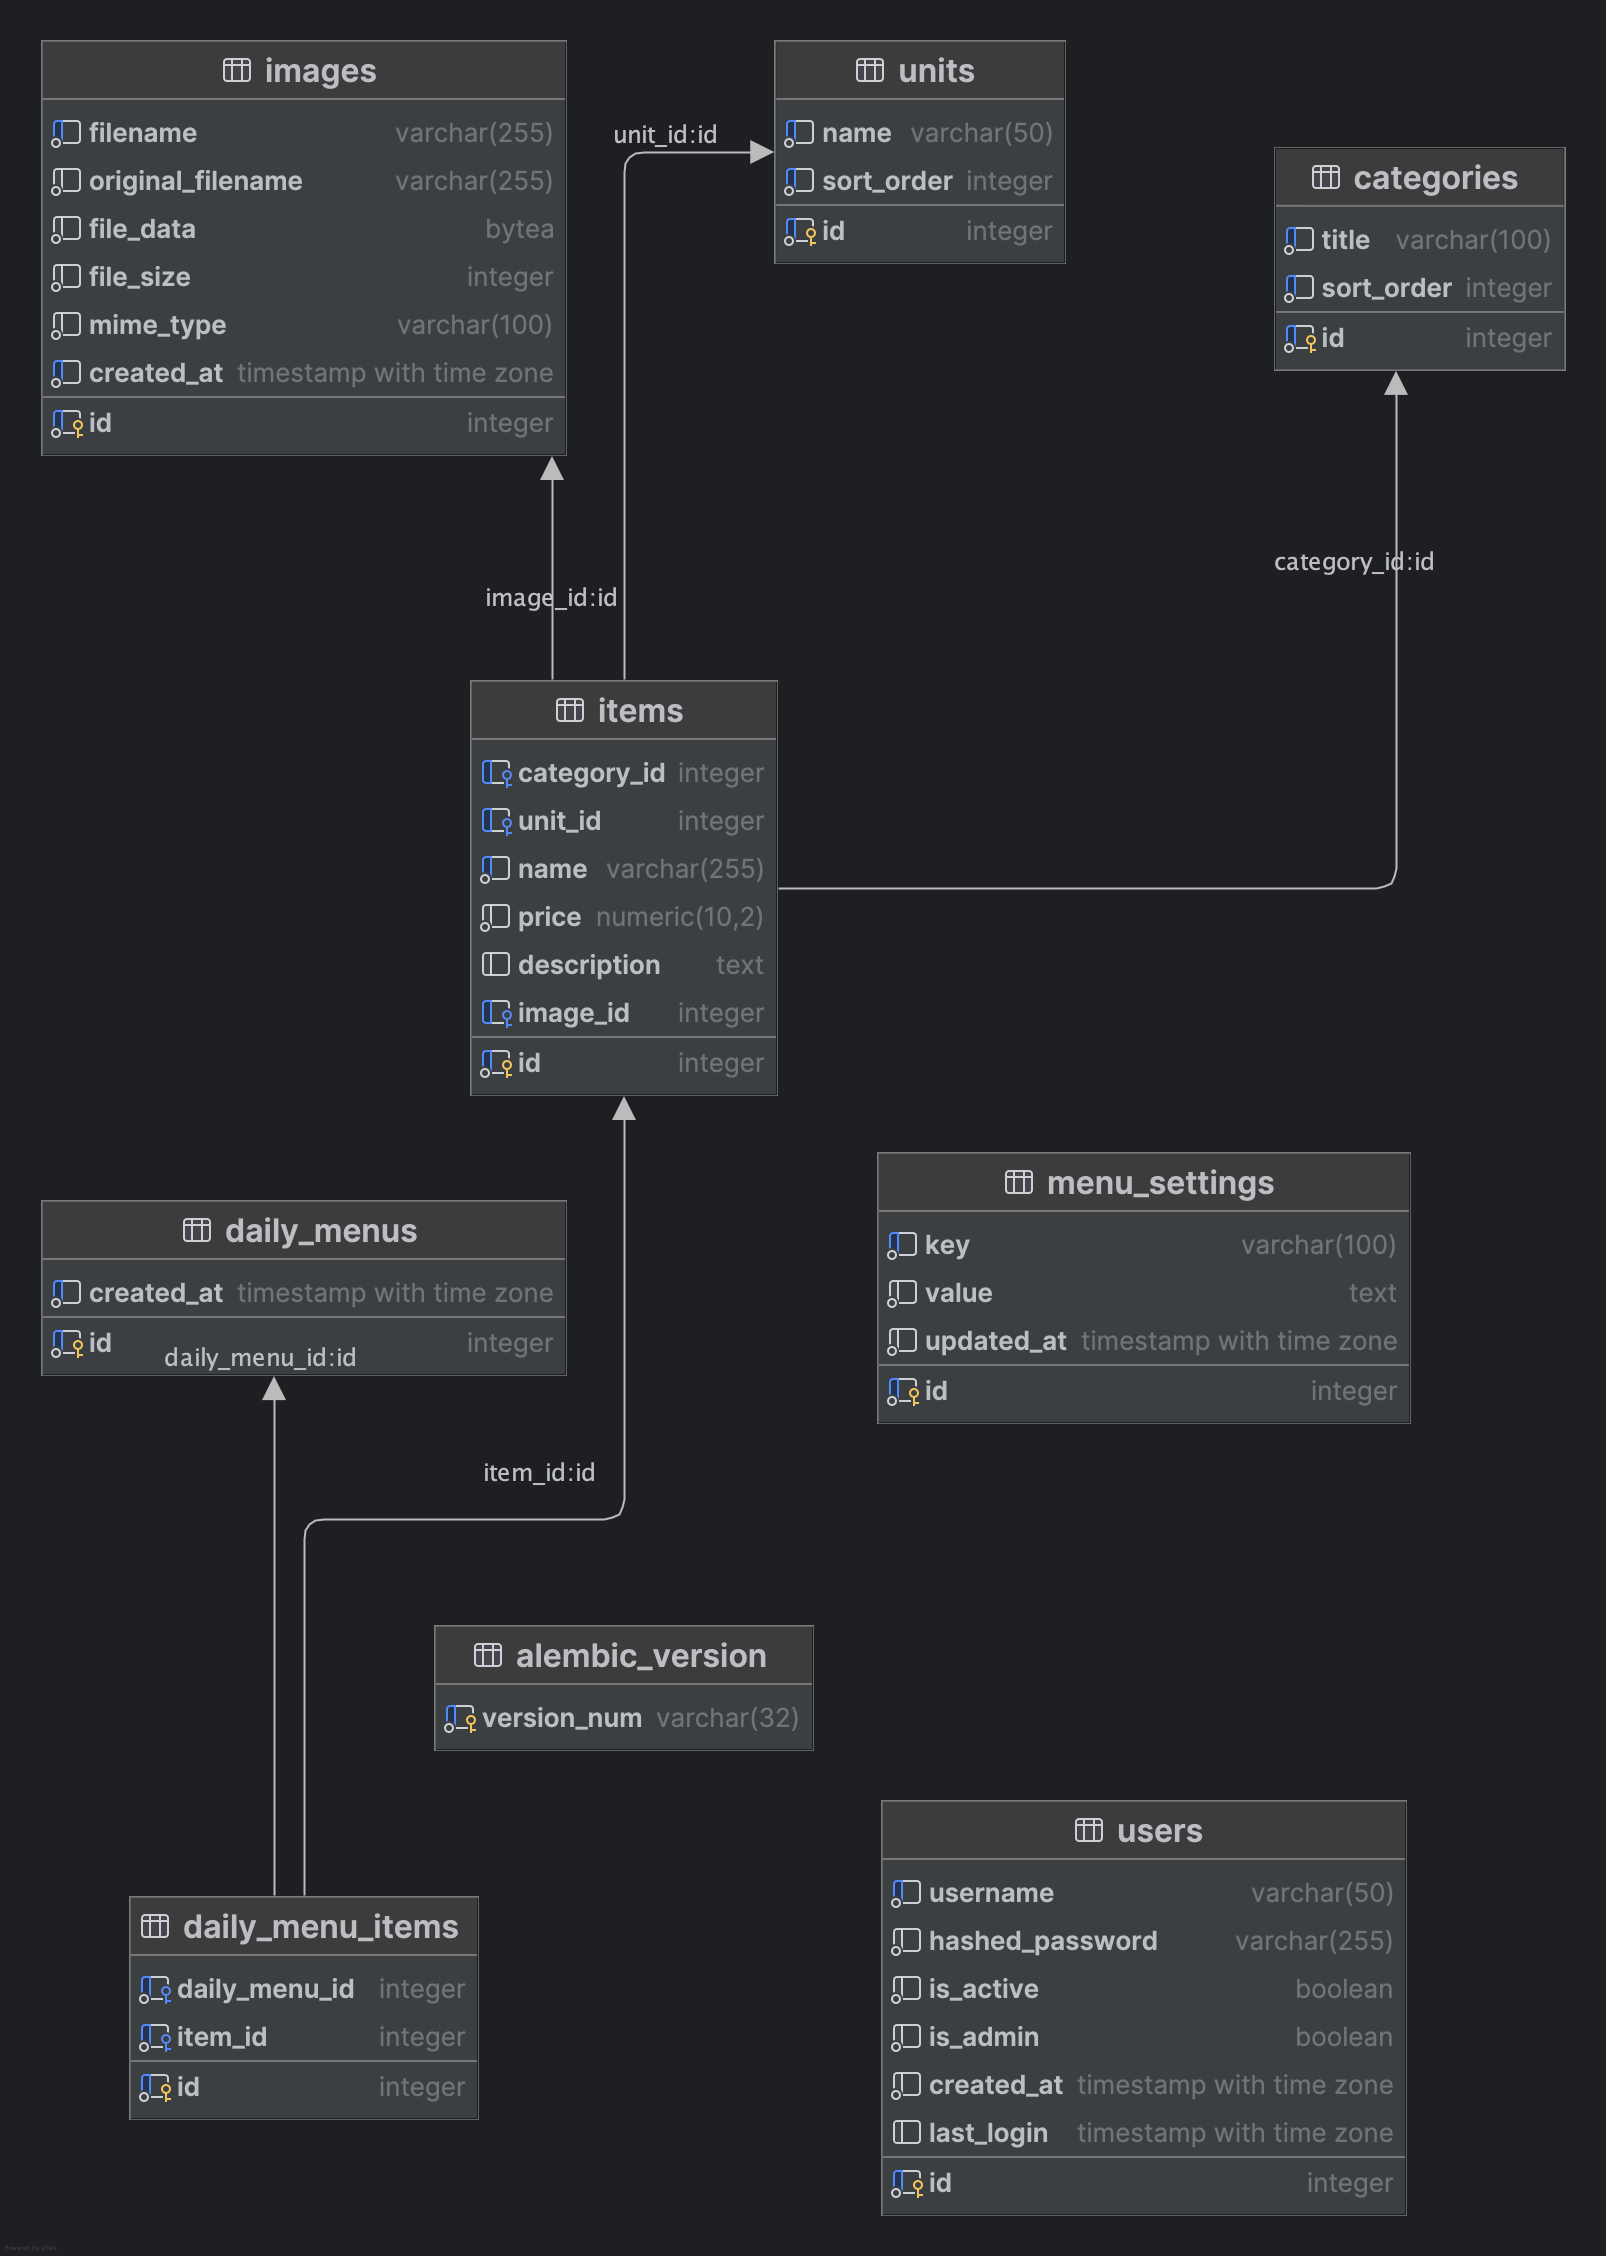 images
filename varchar(255)
original_filename varchar(255)
file_data bytea
file_size integer
mime_type varchar(100)
created_at timestamp with time zone
id integer
unit_id:id
units
name varchar(50)
sort_order integer
id integer
categories
title varchar(100)
sort_order integer
id integer
category_id:id
image_id:id
items
category_id integer
unit_id integer
name varchar(255)
price numeric(10,2)
description text
image_id integer
id integer
menu_settings
key varchar(100)
value text
updated_at timestamp with time zone
id integer
daily_menus
created_at timestamp with time zone
id integer
daily_menu_id:id
item_id:id
alembic_version
version_num varchar(32)
users
username varchar(50)
hashed_password varchar(255)
is_active boolean
is_admin boolean
created_at timestamp with time zone
last_login timestamp with time zone
id integer
daily_menu_items
daily_menu_id integer
item_id integer
id integer
Powered by yFiles